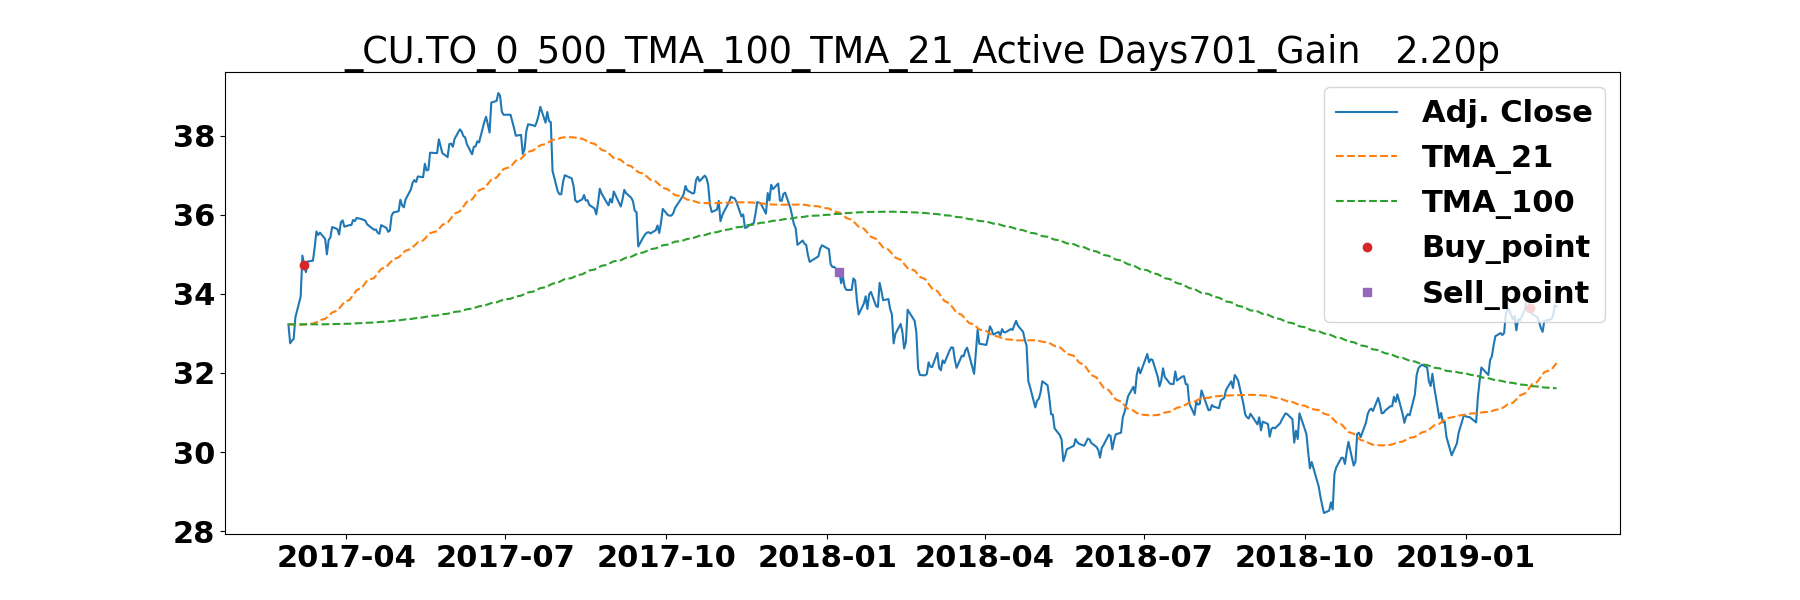 _CU.TO_0_500_TMA_100_TMA_21_Active Days701_Gain   2.20p
Adj. Close
TMA_21
TMA_100
Buy_point
Sell_point
38
36
34
32
30
28
2017-04 2017-07 2017-10 2018-01 2018-04 2018-07 2018-10 2019-01